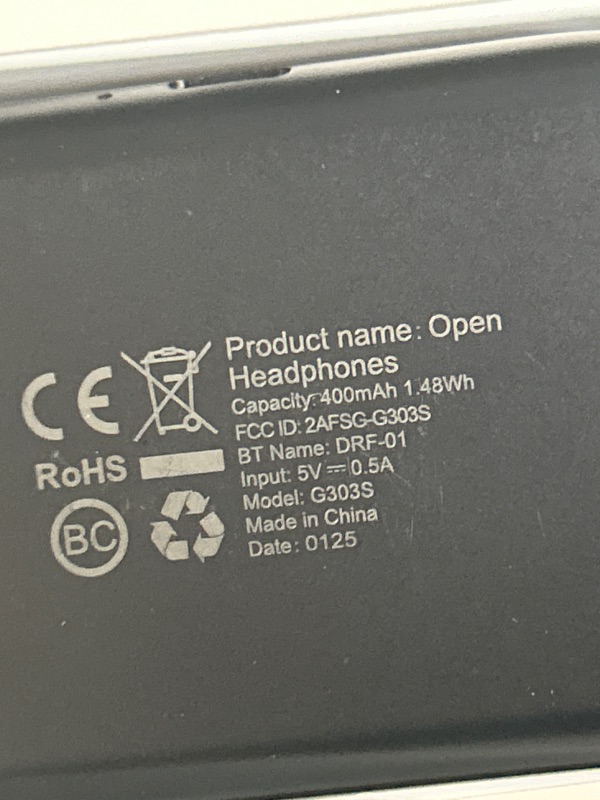 Product name: Open
Headphones
Capacity: 400mAh 1.48Wh
FCC ID: 2AFSG-G303S
BT Name: DRF-01
Input: 5V⎓0.5A
Model: G303S
Made in China
Date: 0125
CE
RoHS
BC